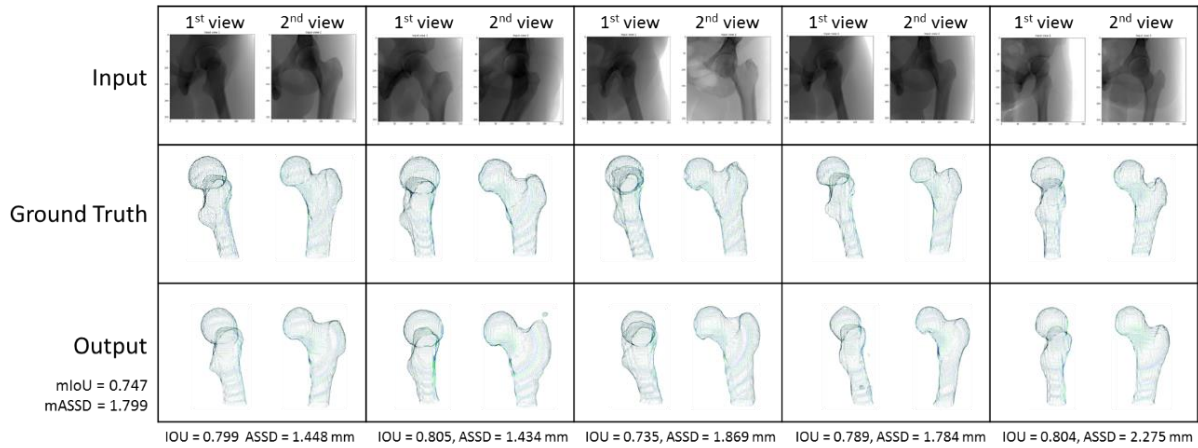 1st view 2nd view 1st view 2nd view 1st view 2nd view 1st view 2nd view 1st view 2nd view
Input
Ground Truth
Output
mIoU = 0.747
mASSD = 1.799
IOU = 0.799 ASSD = 1.448 mm IOU = 0.805, ASSD = 1.434 mm IOU = 0.735, ASSD = 1.869 mm IOU = 0.789, ASSD = 1.784 mm IOU = 0.804, ASSD = 2.275 mm